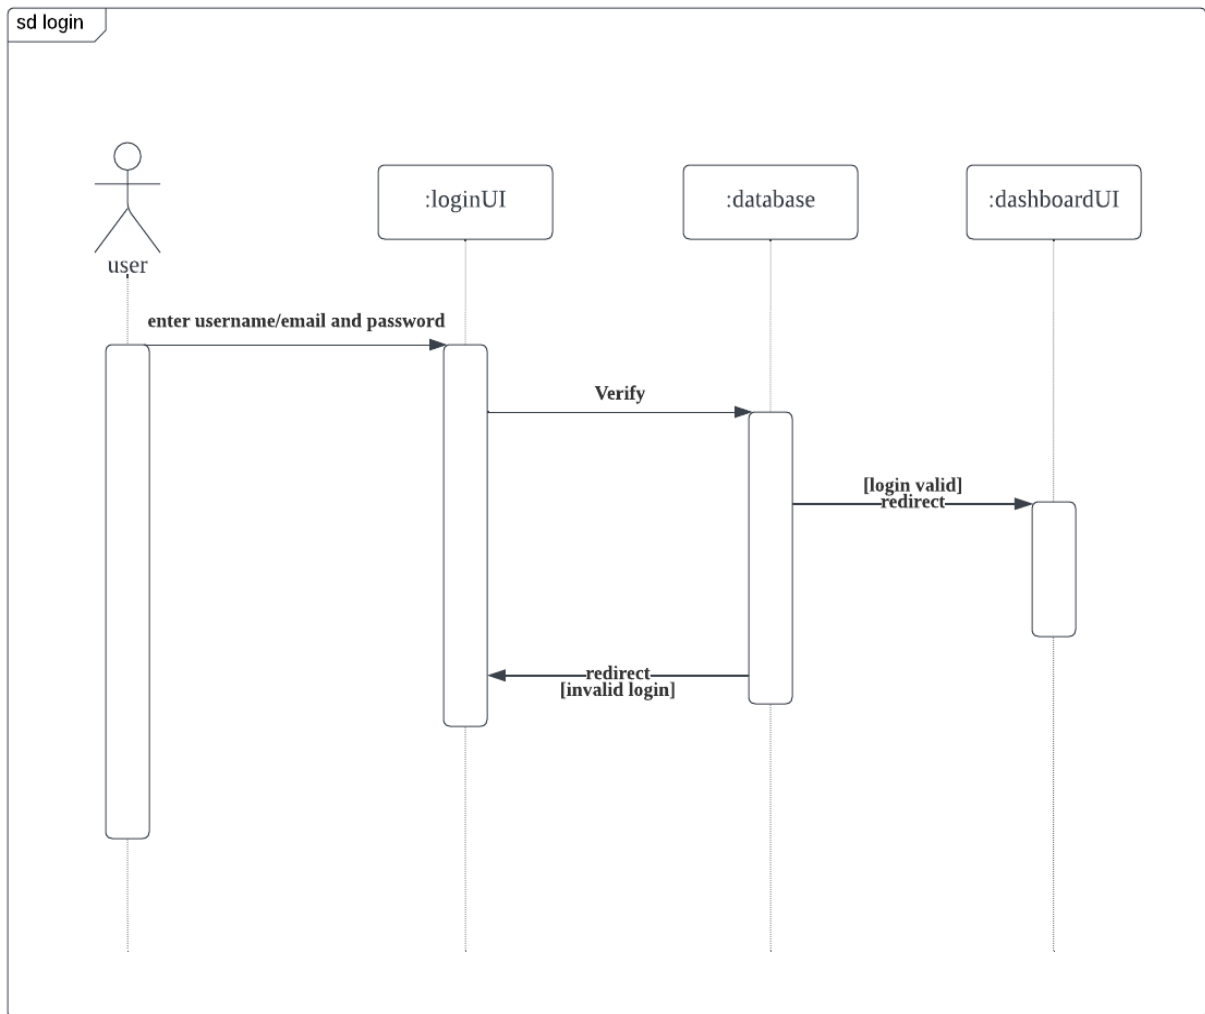 sd login
user
:loginUI
:database
:dashboardUI
enter username/email and password
Verify
[login valid]
redirect
redirect
[invalid login]